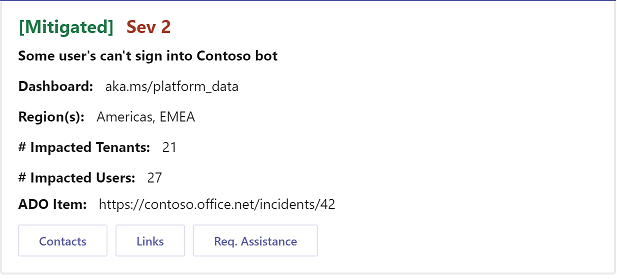 [Mitigated] Sev 2
Some user's can't sign into Contoso bot
Dashboard: aka.ms/platform_data
Region(s): Americas, EMEA
# Impacted Tenants: 21
# Impacted Users: 27
ADO Item: https://contoso.office.net/incidents/42
Contacts Links Req. Assistance